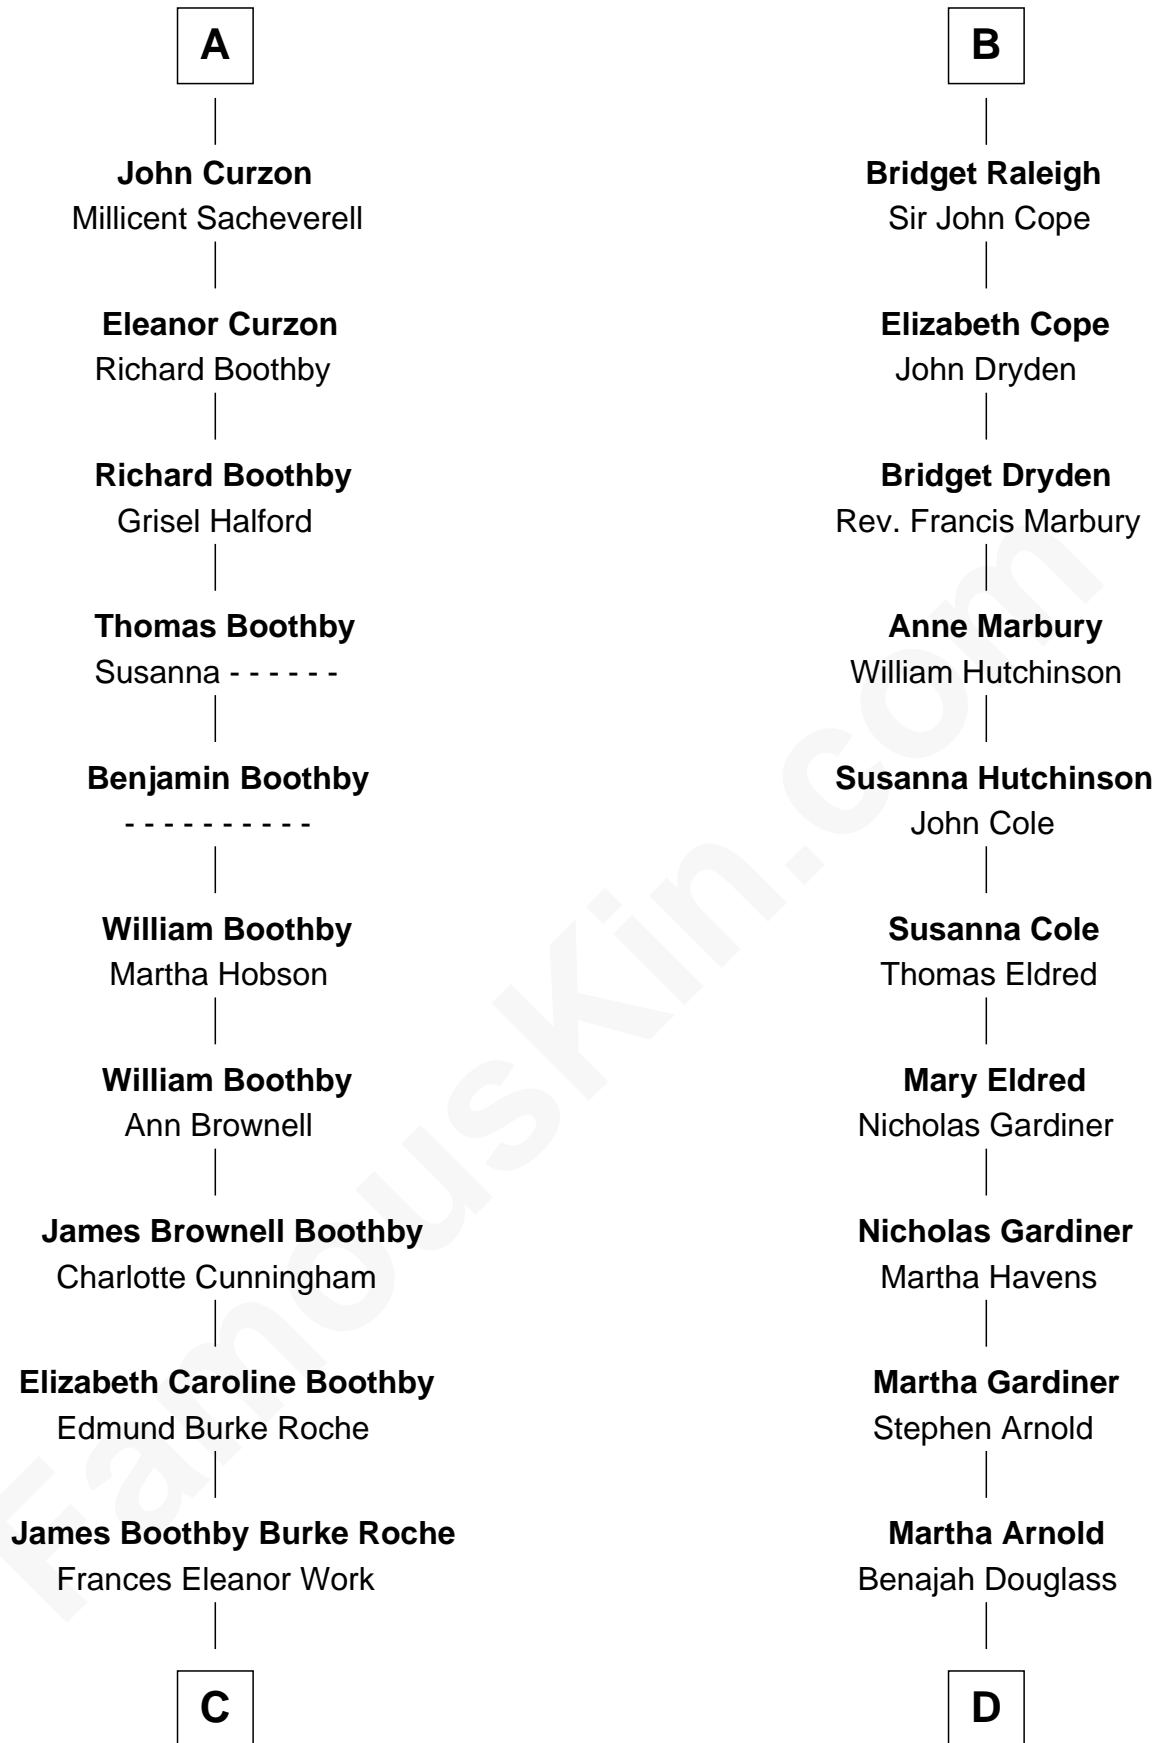 A
John Curzon
Millicent Sacheverell
Eleanor Curzon
Richard Boothby
Richard Boothby
Grisel Halford
Thomas Boothby
Susanna - - - - - -
Benjamin Boothby
- - - - - - - - - -
William Boothby
Martha Hobson
William Boothby
Ann Brownell
James Brownell Boothby
Charlotte Cunningham
Elizabeth Caroline Boothby
Edmund Burke Roche
James Boothby Burke Roche
Frances Eleanor Work
C
B
Bridget Raleigh
Sir John Cope
Elizabeth Cope
John Dryden
Bridget Dryden
Rev. Francis Marbury
Anne Marbury
William Hutchinson
Susanna Hutchinson
John Cole
Susanna Cole
Thomas Eldred
Mary Eldred
Nicholas Gardiner
Nicholas Gardiner
Martha Havens
Martha Gardiner
Stephen Arnold
Martha Arnold
Benajah Douglass
D
FamousKin.com